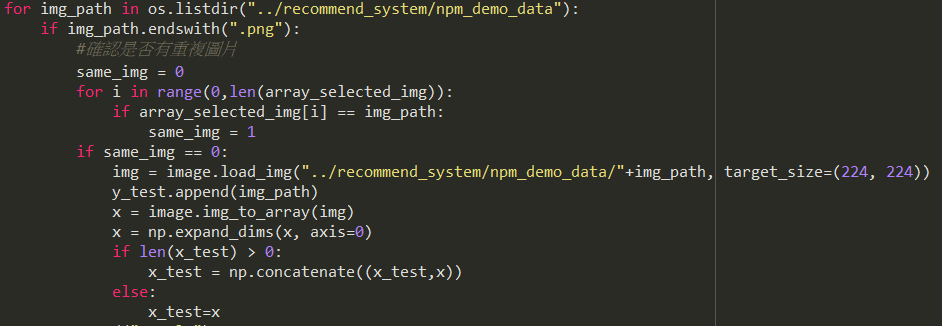 for img_path in os.listdir("../recommend_system/npm_demo_data"):
    if img_path.endswith(".png"):
        #確認是否有重複圖片
        same_img = 0
        for i in range(0,len(array_selected_img)):
            if array_selected_img[i] == img_path:
                same_img = 1
        if same_img == 0:
            img = image.load_img("../recommend_system/npm_demo_data/"+img_path, target_size=(224, 224))
            y_test.append(img_path)
            x = image.img_to_array(img)
            x = np.expand_dims(x, axis=0)
            if len(x_test) > 0:
                x_test = np.concatenate((x_test,x))
            else:
                x_test=x